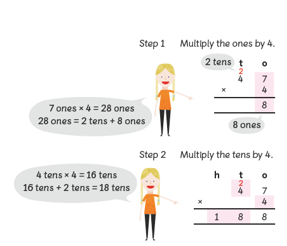 Step 1 Multiply the ones by 4.
2 tens
t o
2
4 7
× 4
8
8 ones
7 ones × 4 = 28 ones
28 ones = 2 tens + 8 ones
Step 2 Multiply the tens by 4.
4 tens × 4 = 16 tens
16 tens + 2 tens = 18 tens
h t o
2
4 7
× 4
1 8 8